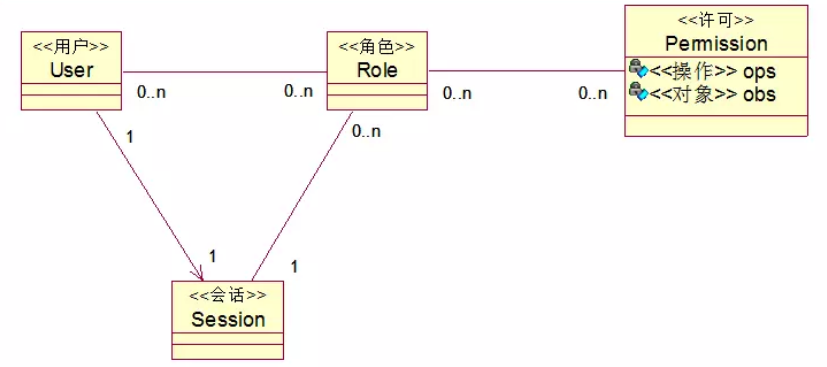 <<用户>>
User
<<角色>>
Role
<<许可>>
Permission
<<操作>> ops
<<对象>> obs
0..n
0..n
0..n
0..n
1
0..n
1
1
<<会话>>
Session